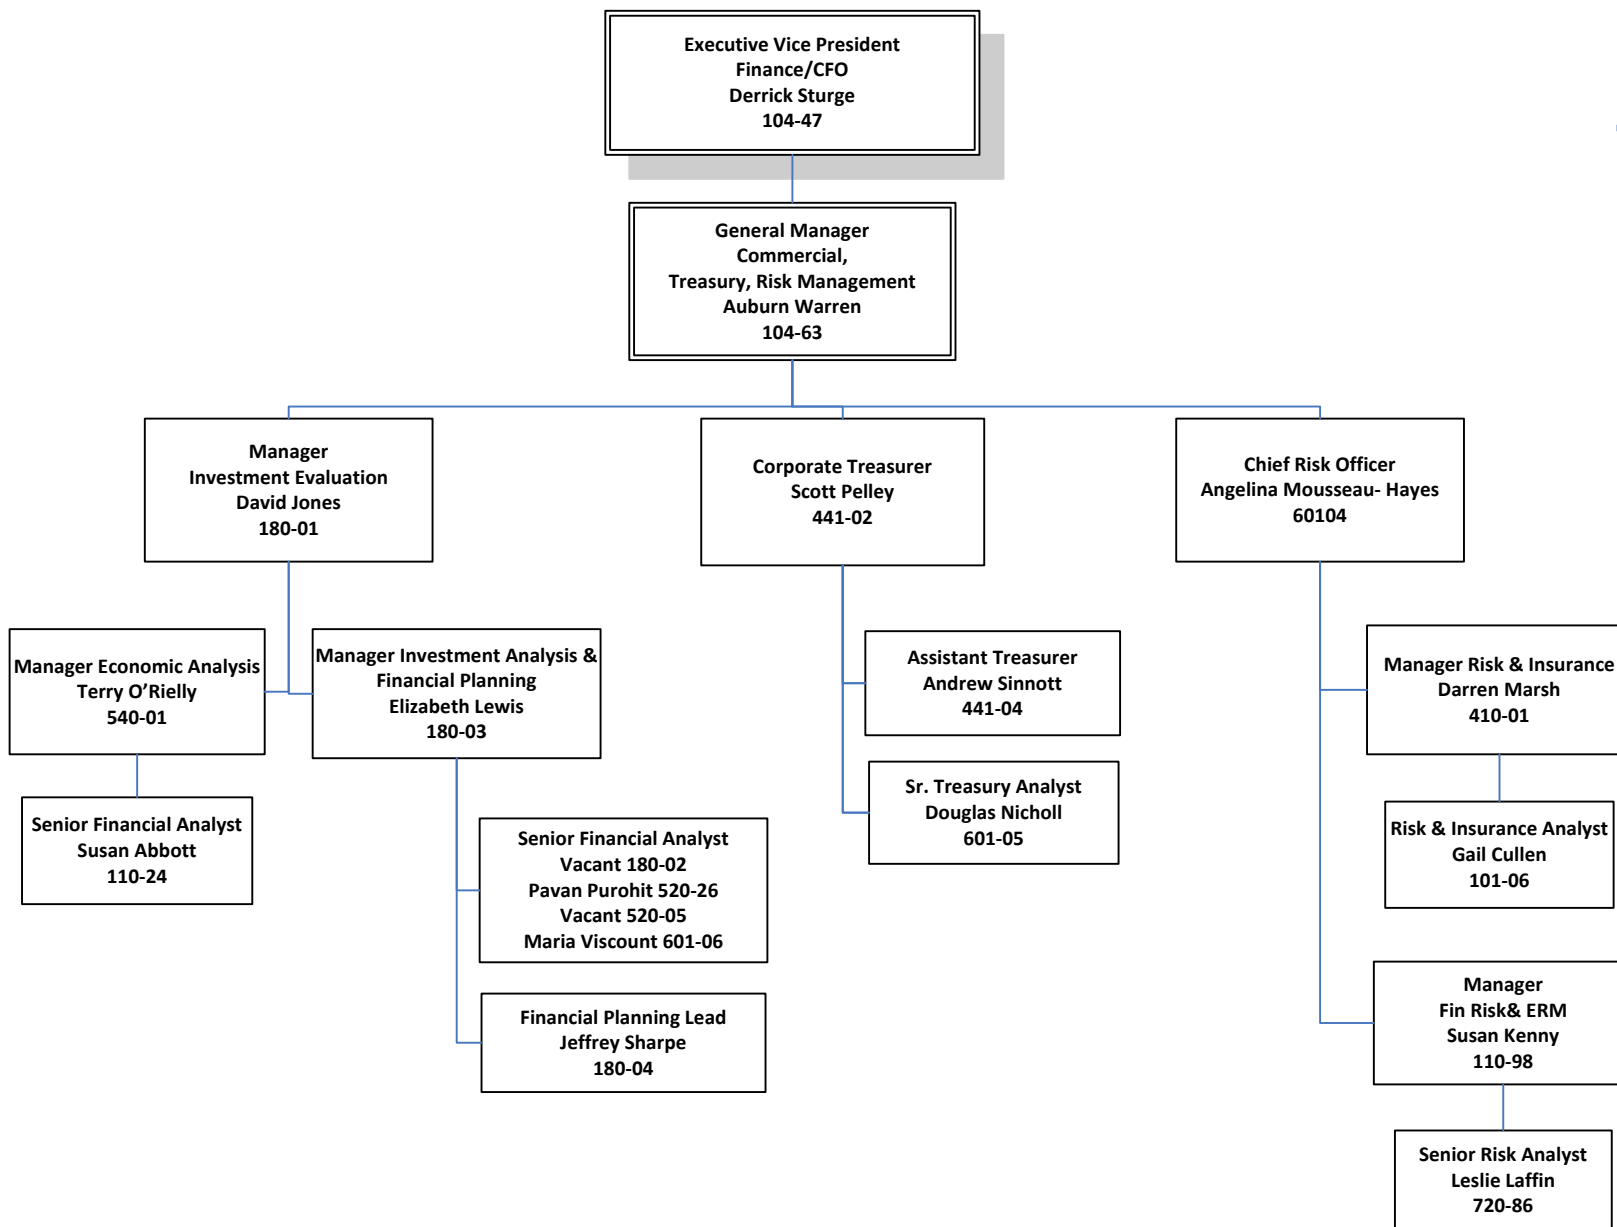 Executive Vice President
Finance/CFO
Derrick Sturge
104-47
General Manager
Commercial,
Treasury, Risk Management
Auburn Warren
104-63
Manager
Investment Evaluation
David Jones
180-01
Corporate Treasurer
Scott Pelley
441-02
Chief Risk Officer
Angelina Mousseau- Hayes
60104
Manager Economic Analysis
Terry O’Rielly
540-01
Manager Investment Analysis &
Financial Planning
Elizabeth Lewis
180-03
Assistant Treasurer
Andrew Sinnott
441-04
Manager Risk & Insurance
Darren Marsh
410-01
Senior Financial Analyst
Susan Abbott
110-24
Senior Financial Analyst
Vacant 180-02
Pavan Purohit 520-26
Vacant 520-05
Maria Viscount 601-06
Sr. Treasury Analyst
Douglas Nicholl
601-05
Risk & Insurance Analyst
Gail Cullen
101-06
Financial Planning Lead
Jeffrey Sharpe
180-04
Manager
Fin Risk& ERM
Susan Kenny
110-98
Senior Risk Analyst
Leslie Laffin
720-86